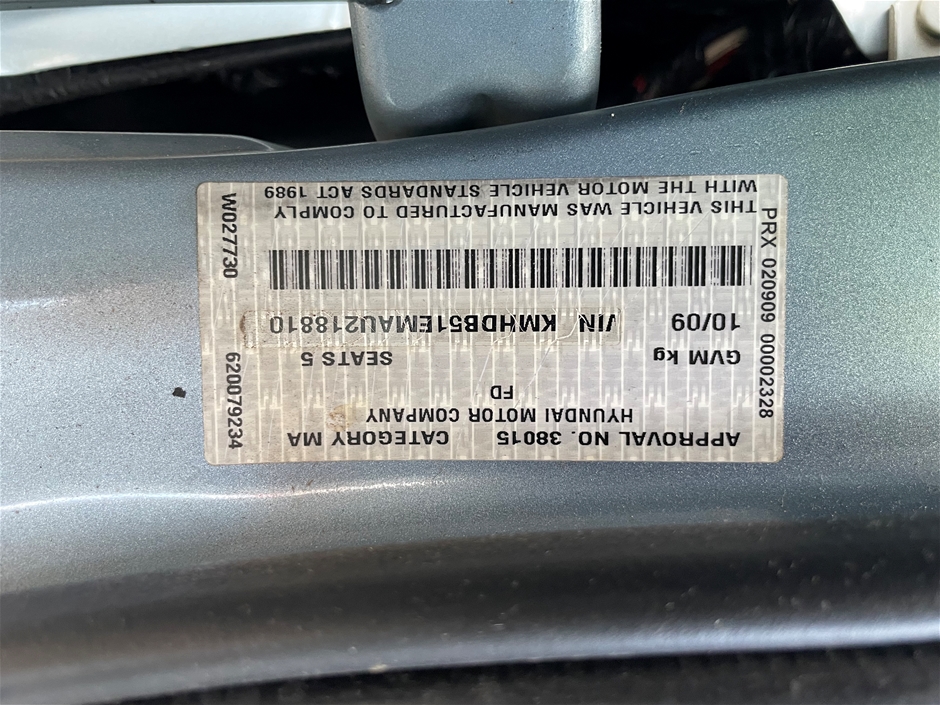 APPROVAL NO. 38015 CATEGORY MA
HYUNDAI MOTOR COMPANY
FD
GVM kg SEATS 5
10/09 VIN KMHDB51EMAU218810
THIS VEHICLE WAS MANUFACTURED TO COMPLY
WITH THE MOTOR VEHICLE STANDARDS ACT 1989
PRX 020909 00002328
W027730 620079234